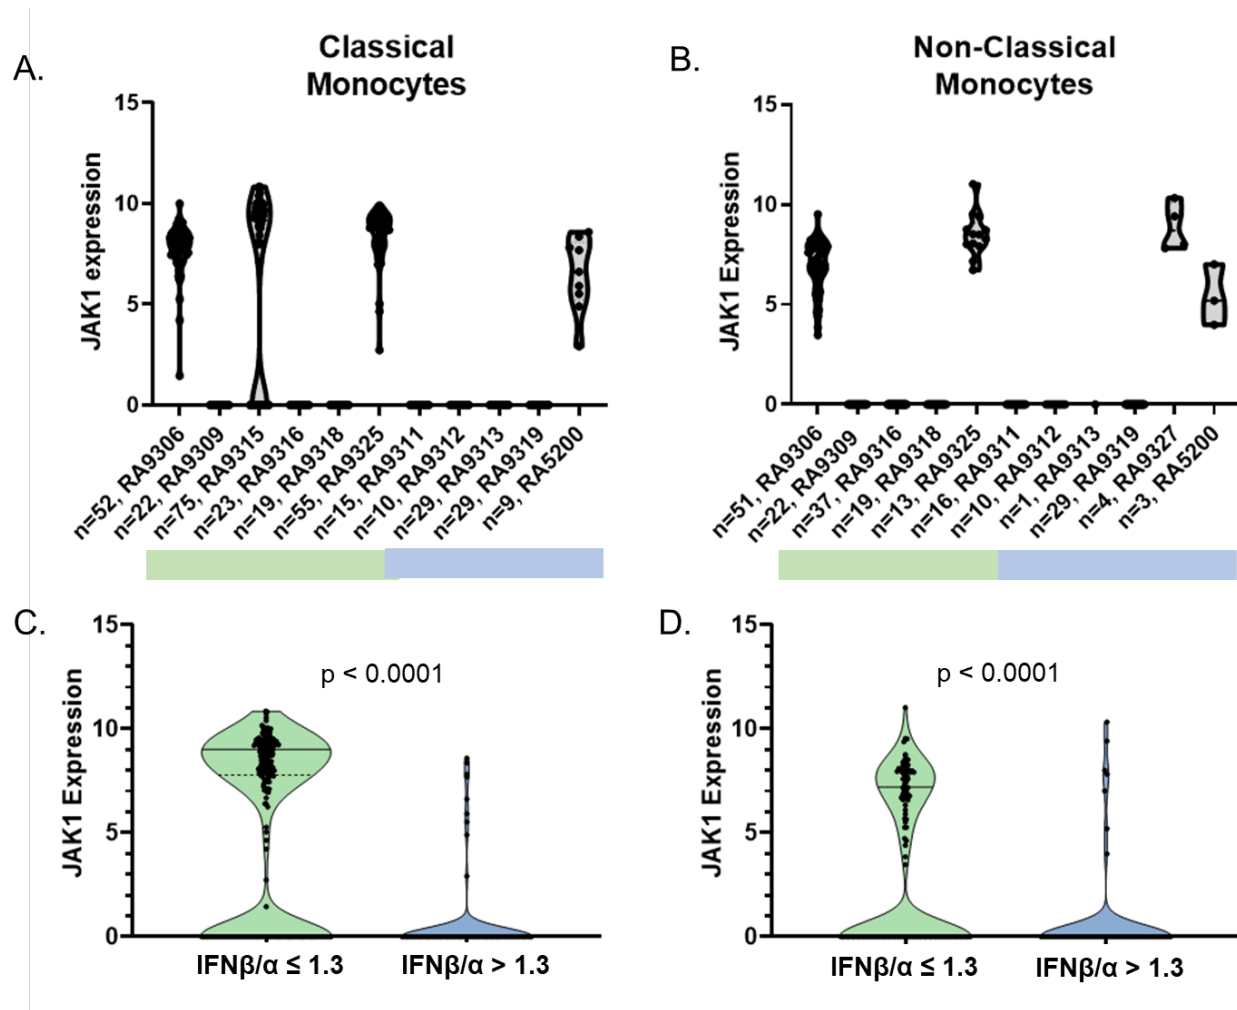 A.
Classical
Monocytes
JAK1 expression
15
10
5
0
n=52, RA9306
n=22, RA9309
n=75, RA9315
n=23, RA9316
n=19, RA9318
n=55, RA9325
n=15, RA9311
n=10, RA9312
n=29, RA9313
n=29, RA9319
n=9, RA5200
B.
Non-Classical
Monocytes
JAK1 Expression
15
10
5
0
n=51, RA9306
n=22, RA9309
n=37, RA9316
n=19, RA9318
n=13, RA9325
n=16, RA9311
n=10, RA9312
n=1, RA9313
n=29, RA9319
n=4, RA9327
n=3, RA5200
C.
JAK1 Expression
15
10
5
0
p < 0.0001
IFNβ/α ≤ 1.3
IFNβ/α > 1.3
D.
JAK1 Expression
15
10
5
0
p < 0.0001
IFNβ/α ≤ 1.3
IFNβ/α > 1.3